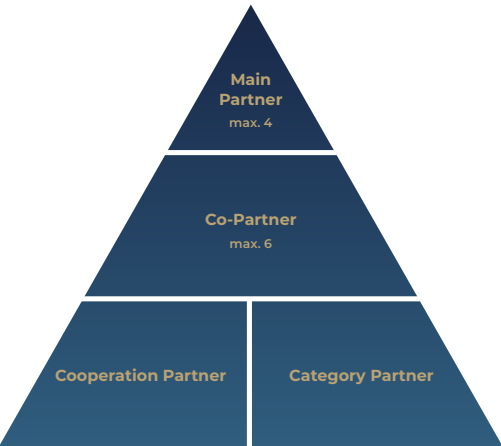 Main
Partner
max. 4
Co-Partner
max. 6
Cooperation Partner
Category Partner